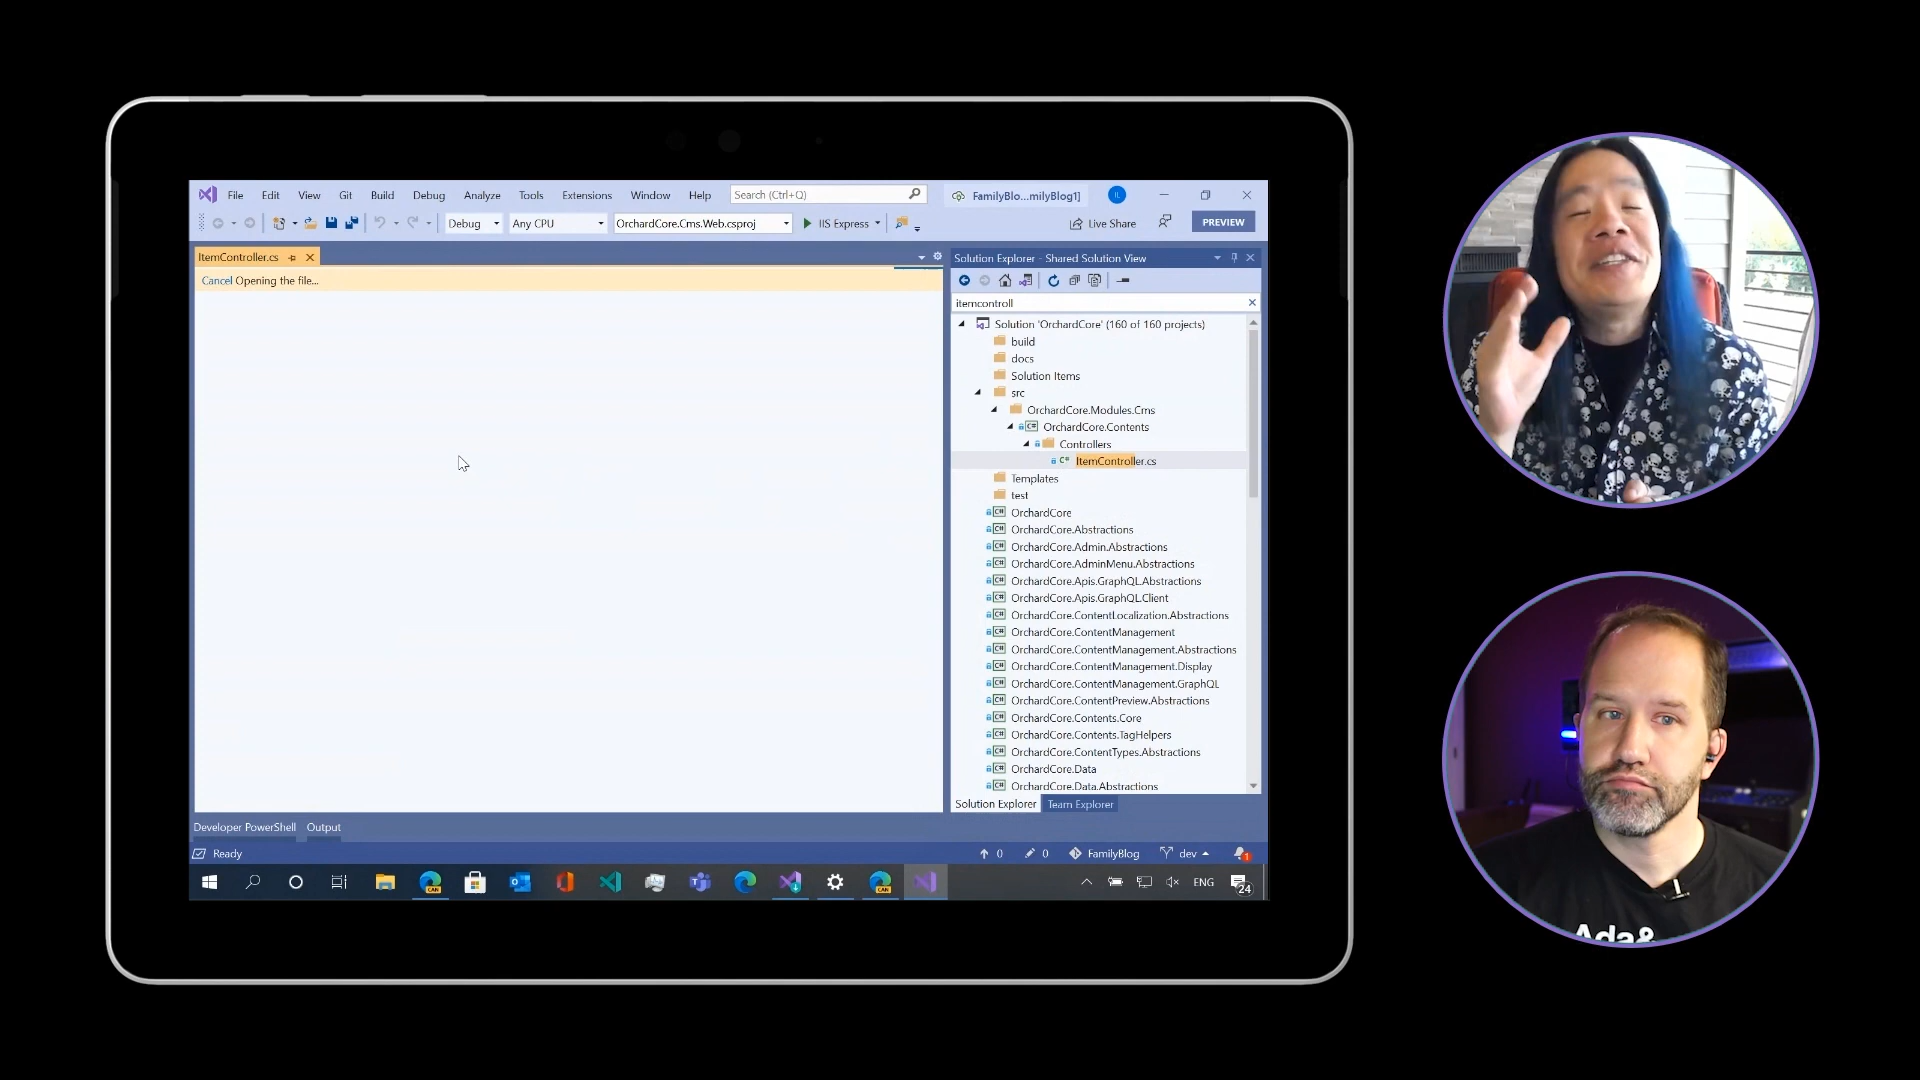 File Edit View Git Build Debug Analyze Tools Extensions Window Help Search (Ctrl+Q) FamilyBlo...milyBlog1] IL
Debug Any CPU OrchardCore.Cms.Web.csproj IIS Express Live Share PREVIEW
ItemController.cs
Cancel Opening the file...
Solution Explorer - Shared Solution View
itemcontroll
Solution 'OrchardCore' (160 of 160 projects)
build
docs
Solution Items
src
OrchardCore.Modules.Cms
OrchardCore.Contents
Controllers
ItemController.cs
Templates
test
OrchardCore
OrchardCore.Abstractions
OrchardCore.Admin.Abstractions
OrchardCore.AdminMenu.Abstractions
OrchardCore.Apis.GraphQL.Abstractions
OrchardCore.Apis.GraphQL.Client
OrchardCore.ContentLocalization.Abstractions
OrchardCore.ContentManagement
OrchardCore.ContentManagement.Abstractions
OrchardCore.ContentManagement.Display
OrchardCore.ContentManagement.GraphQL
OrchardCore.ContentPreview.Abstractions
OrchardCore.Contents.Core
OrchardCore.Contents.TagHelpers
OrchardCore.ContentTypes.Abstractions
OrchardCore.Data
OrchardCore.Data.Abstractions
Solution Explorer Team Explorer
Developer PowerShell Output
Ready 0 0 FamilyBlog dev 1
CAN CAN ENG 24
Ada&